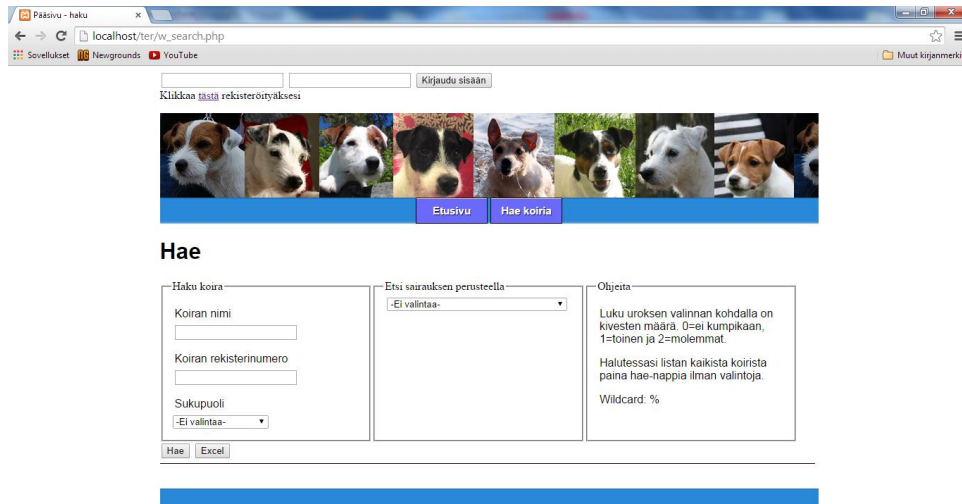 Pääsivu - haku
localhost/ter/w_search.php
Sovellukset Newgrounds YouTube Muut kirjanmerkit
Kirjaudu sisään
Klikkaa tästä rekisteröityäksesi
Etusivu Hae koiria
Hae
Haku koira
Koiran nimi
Koiran rekisterinumero
Sukupuoli
-Ei valintaa-
Etsi sairauksen perusteella
-Ei valintaa-
Ohjeita
Luku uroksen valinnan kohdalla on
kivesten määrä. 0=ei kumpikaan,
1=toinen ja 2=molemmat.
Halutessasi listan kaikista koirista
paina hae-nappia ilman valintoja.
Wildcard: %
Hae Excel